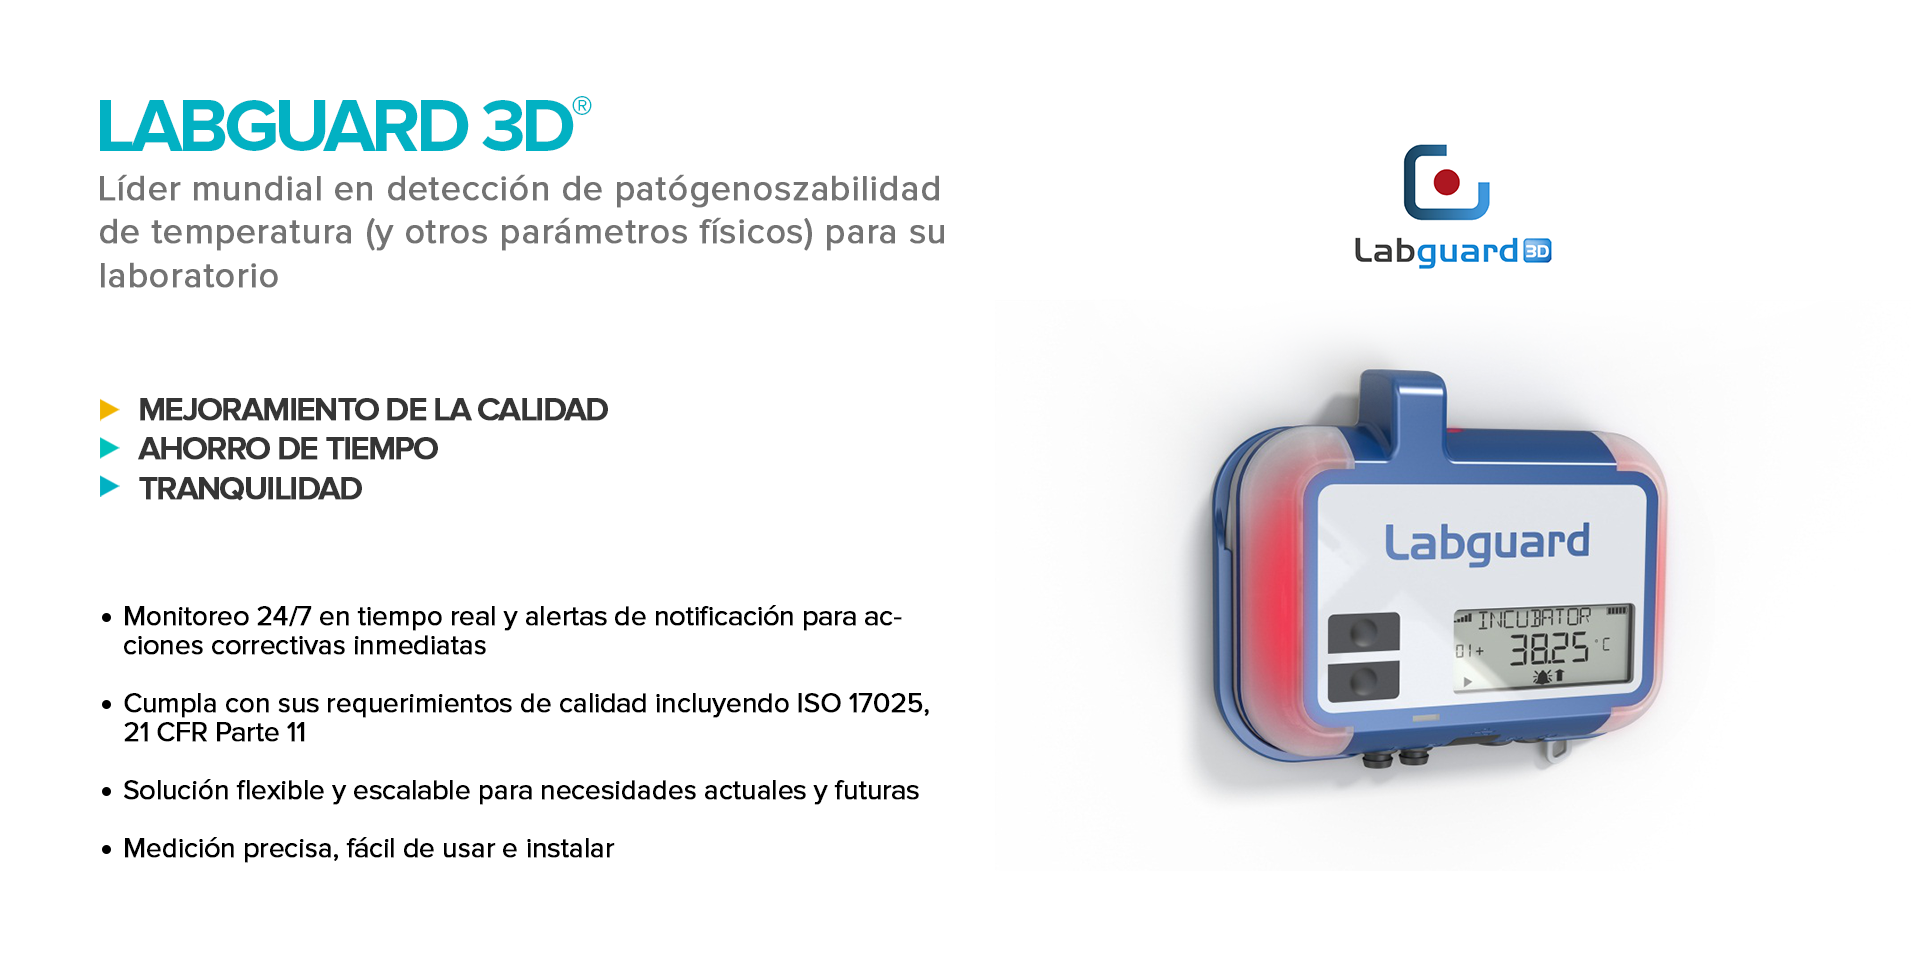 LABGUARD 3D®
Líder mundial en detección de patógenoszabilidad
de temperatura (y otros parámetros físicos) para su
laboratorio
MEJORAMIENTO DE LA CALIDAD
AHORRO DE TIEMPO
TRANQUILIDAD
• Monitoreo 24/7 en tiempo real y alertas de notificación para ac-
ciones correctivas inmediatas
• Cumpla con sus requerimientos de calidad incluyendo ISO 17025,
21 CFR Parte 11
• Solución flexible y escalable para necesidades actuales y futuras
• Medición precisa, fácil de usar e instalar
Labguard 3D
Labguard
INCUBATOR
01+ 38.25 °C